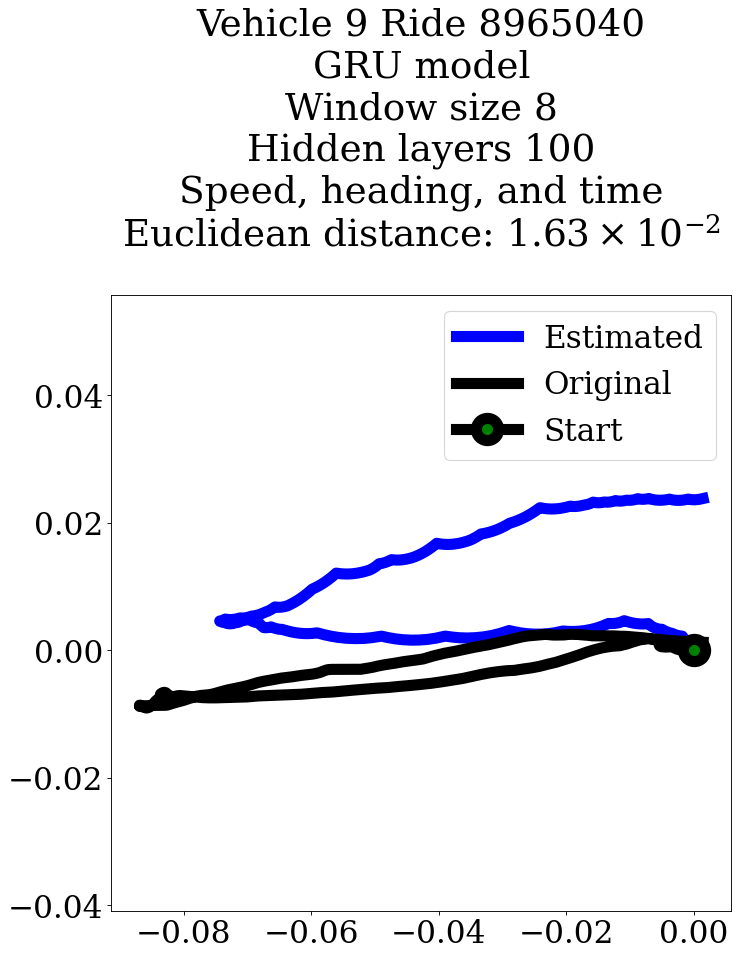 Vehicle 9 Ride 8965040
GRU model
Window size 8
Hidden layers 100
Speed, heading, and time
Euclidean distance: 1.63 × 10⁻²
Estimated
Original
Start
0.04
0.02
0.00
−0.02
−0.04
−0.08 −0.06 −0.04 −0.02 0.00